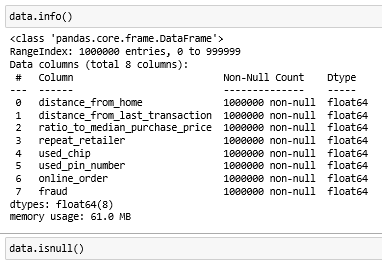 data.info()
<class 'pandas.core.frame.DataFrame'>
RangeIndex: 1000000 entries, 0 to 999999
Data columns (total 8 columns):
 #   Column                          Non-Null Count    Dtype
---  ------                          --------------    -----
 0   distance_from_home              1000000 non-null  float64
 1   distance_from_last_transaction  1000000 non-null  float64
 2   ratio_to_median_purchase_price  1000000 non-null  float64
 3   repeat_retailer                 1000000 non-null  float64
 4   used_chip                       1000000 non-null  float64
 5   used_pin_number                 1000000 non-null  float64
 6   online_order                    1000000 non-null  float64
 7   fraud                           1000000 non-null  float64
dtypes: float64(8)
memory usage: 61.0 MB
data.isnull()